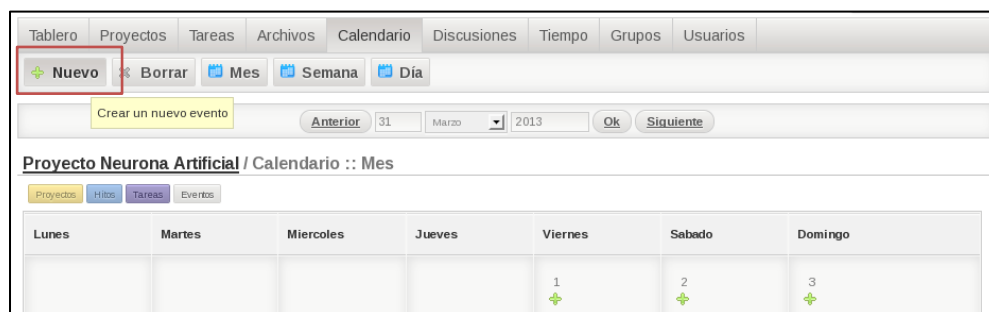 Tablero Proyectos Tareas Archivos Calendario Discusiones Tiempo Grupos Usuarios
Nuevo Borrar Mes Semana Día
Crear un nuevo evento
Anterior 31 Marzo 2013 Ok Siguiente
Proyecto Neurona Artificial / Calendario :: Mes
Proyectos Hitos Tareas Eventos
Lunes Martes Miercoles Jueves Viernes Sabado Domingo
1 2 3